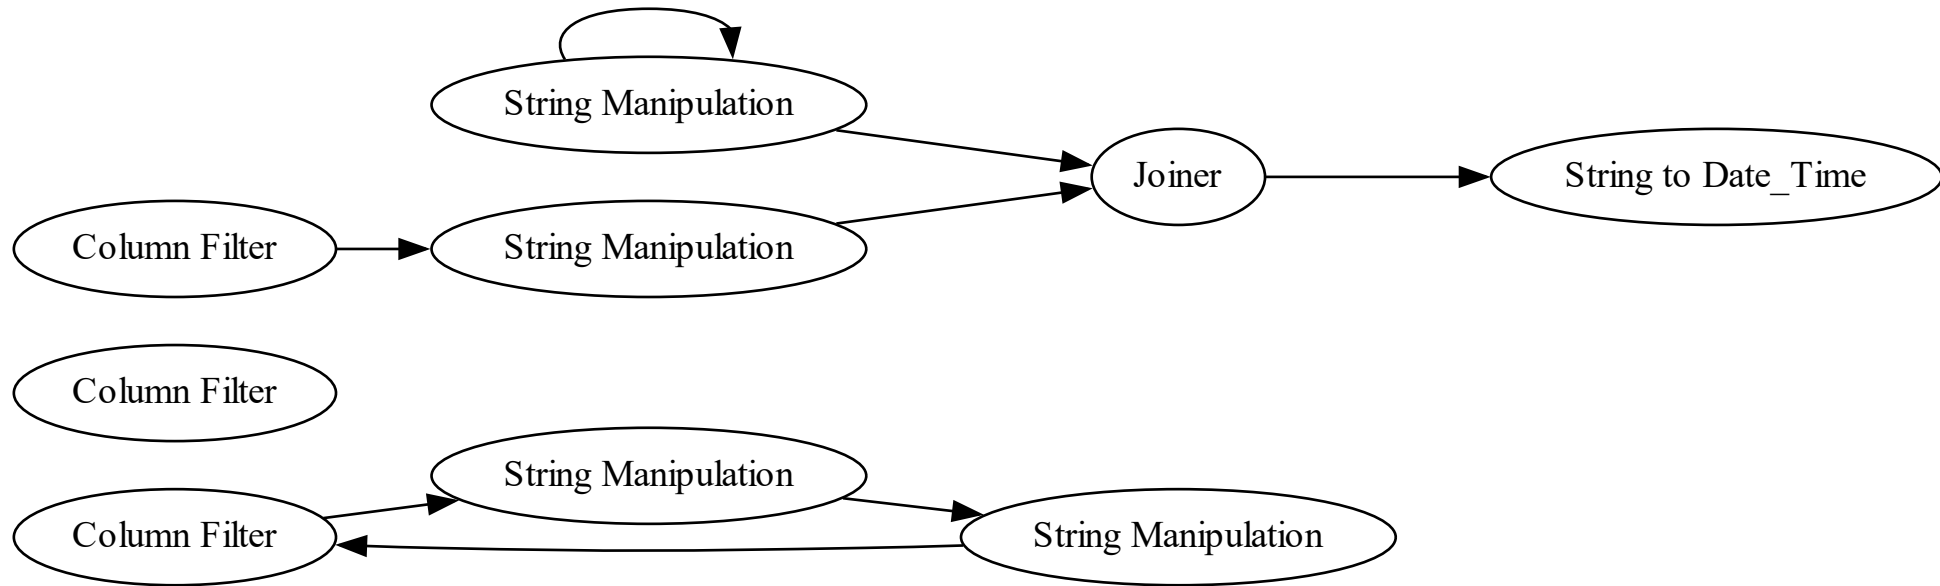 String Manipulation
Joiner
String to Date_Time
Column Filter
String Manipulation
Column Filter
String Manipulation
Column Filter
String Manipulation